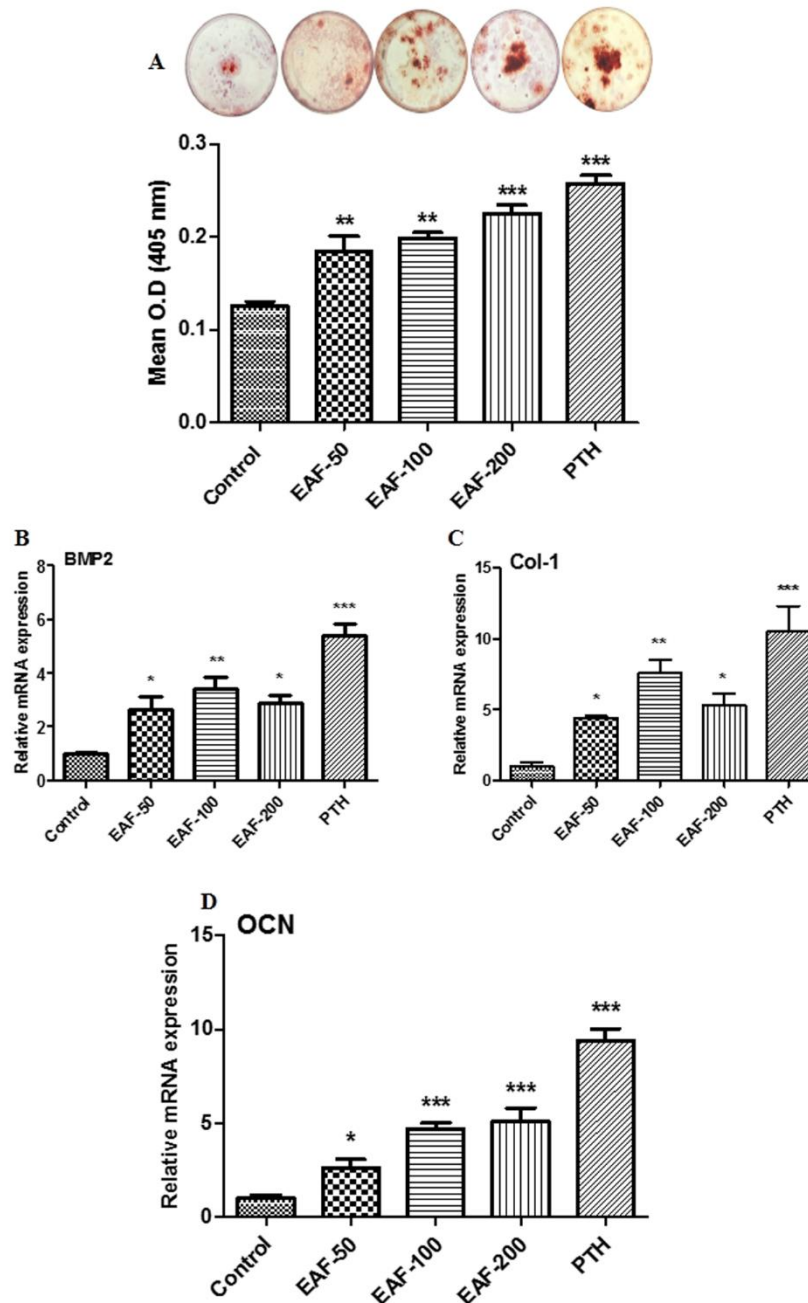 A
Mean O.D (405 nm)
0.3
0.2
0.1
0.0
**
**
***
***
Control
EAF-50
EAF-100
EAF-200
PTH
B
BMP2
Relative mRNA expression
8
6
4
2
0
*
**
*
***
Control
EAF-50
EAF-100
EAF-200
PTH
C
Col-1
Relative mRNA expression
15
10
5
0
*
**
*
***
Control
EAF-50
EAF-100
EAF-200
PTH
D
OCN
Relative mRNA expression
15
10
5
0
*
***
***
***
Control
EAF-50
EAF-100
EAF-200
PTH